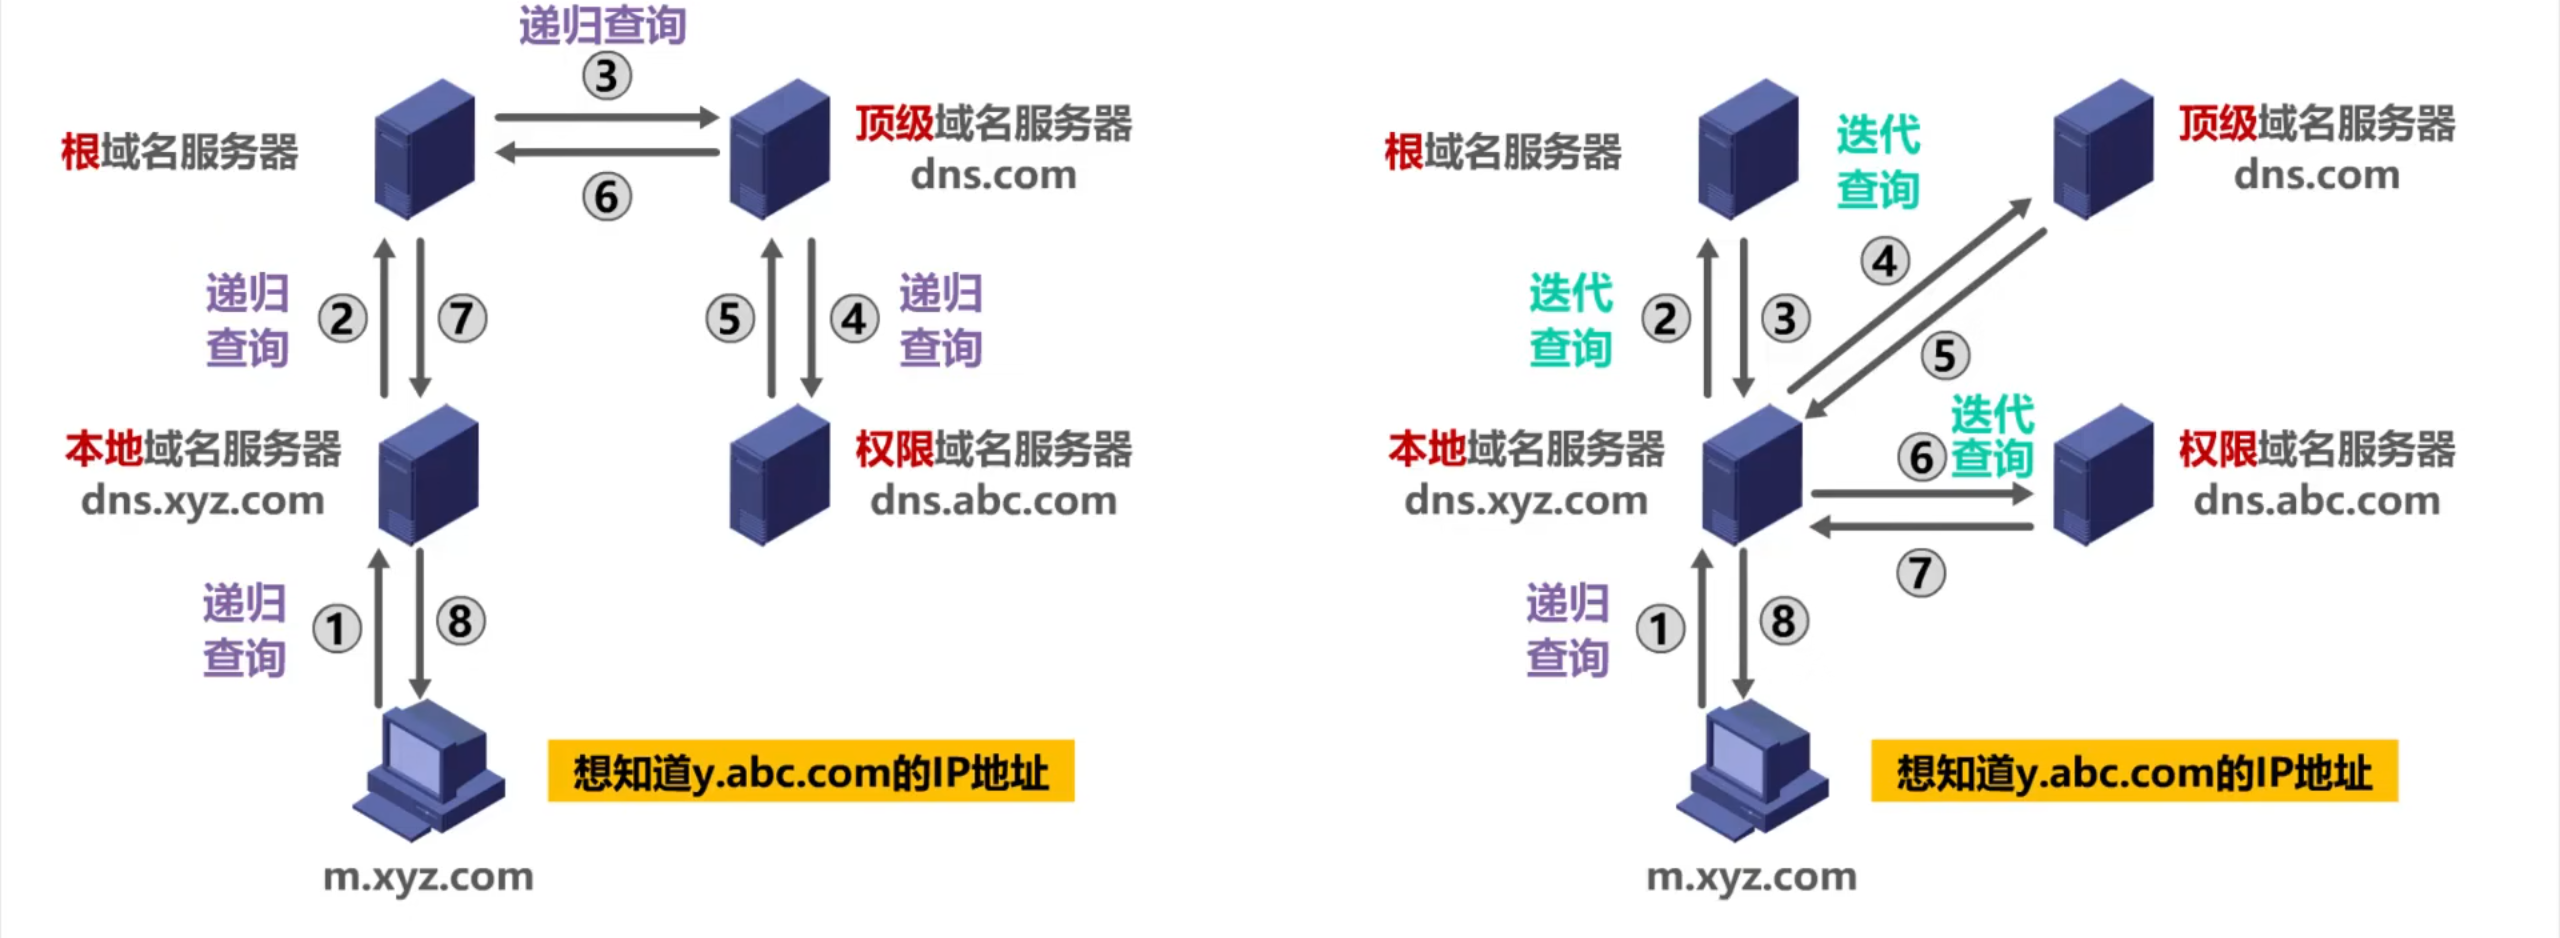 递归查询
③
根域名服务器
顶级域名服务器
dns.com
⑥
递归
查询
②
⑦
⑤
④
递归
查询
本地域名服务器
dns.xyz.com
权限域名服务器
dns.abc.com
递归
查询
①
⑧
想知道y.abc.com的IP地址
m.xyz.com
根域名服务器
迭代
查询
顶级域名服务器
dns.com
④
迭代
查询
②
③
⑤
本地域名服务器
dns.xyz.com
迭代
查询
⑥
权限域名服务器
dns.abc.com
⑦
递归
查询
①
⑧
想知道y.abc.com的IP地址
m.xyz.com